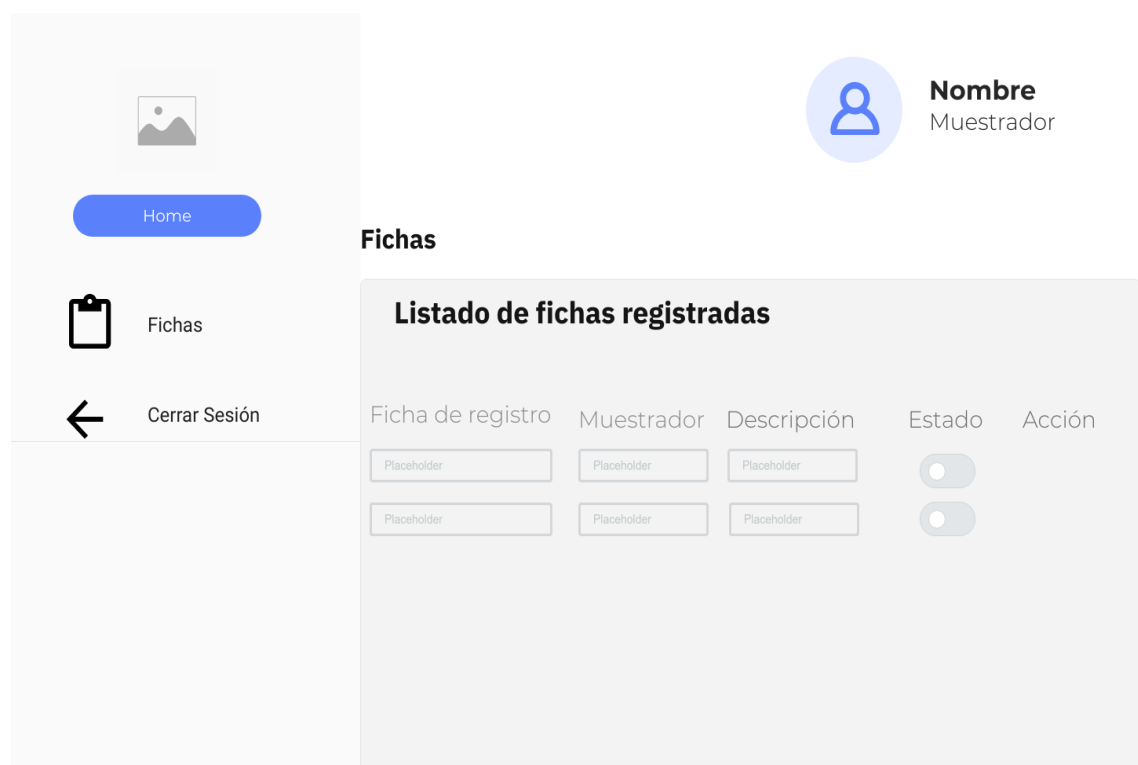 Nombre
Muestrador
Home
Fichas
Cerrar Sesión
Fichas
Listado de fichas registradas
Ficha de registro Muestrador Descripción Estado Acción
Placeholder Placeholder Placeholder
Placeholder Placeholder Placeholder